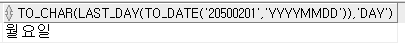 TO_CHAR(LAST_DAY(TO_DATE('20500201','YYYYMMDD')),'DAY')
월요일